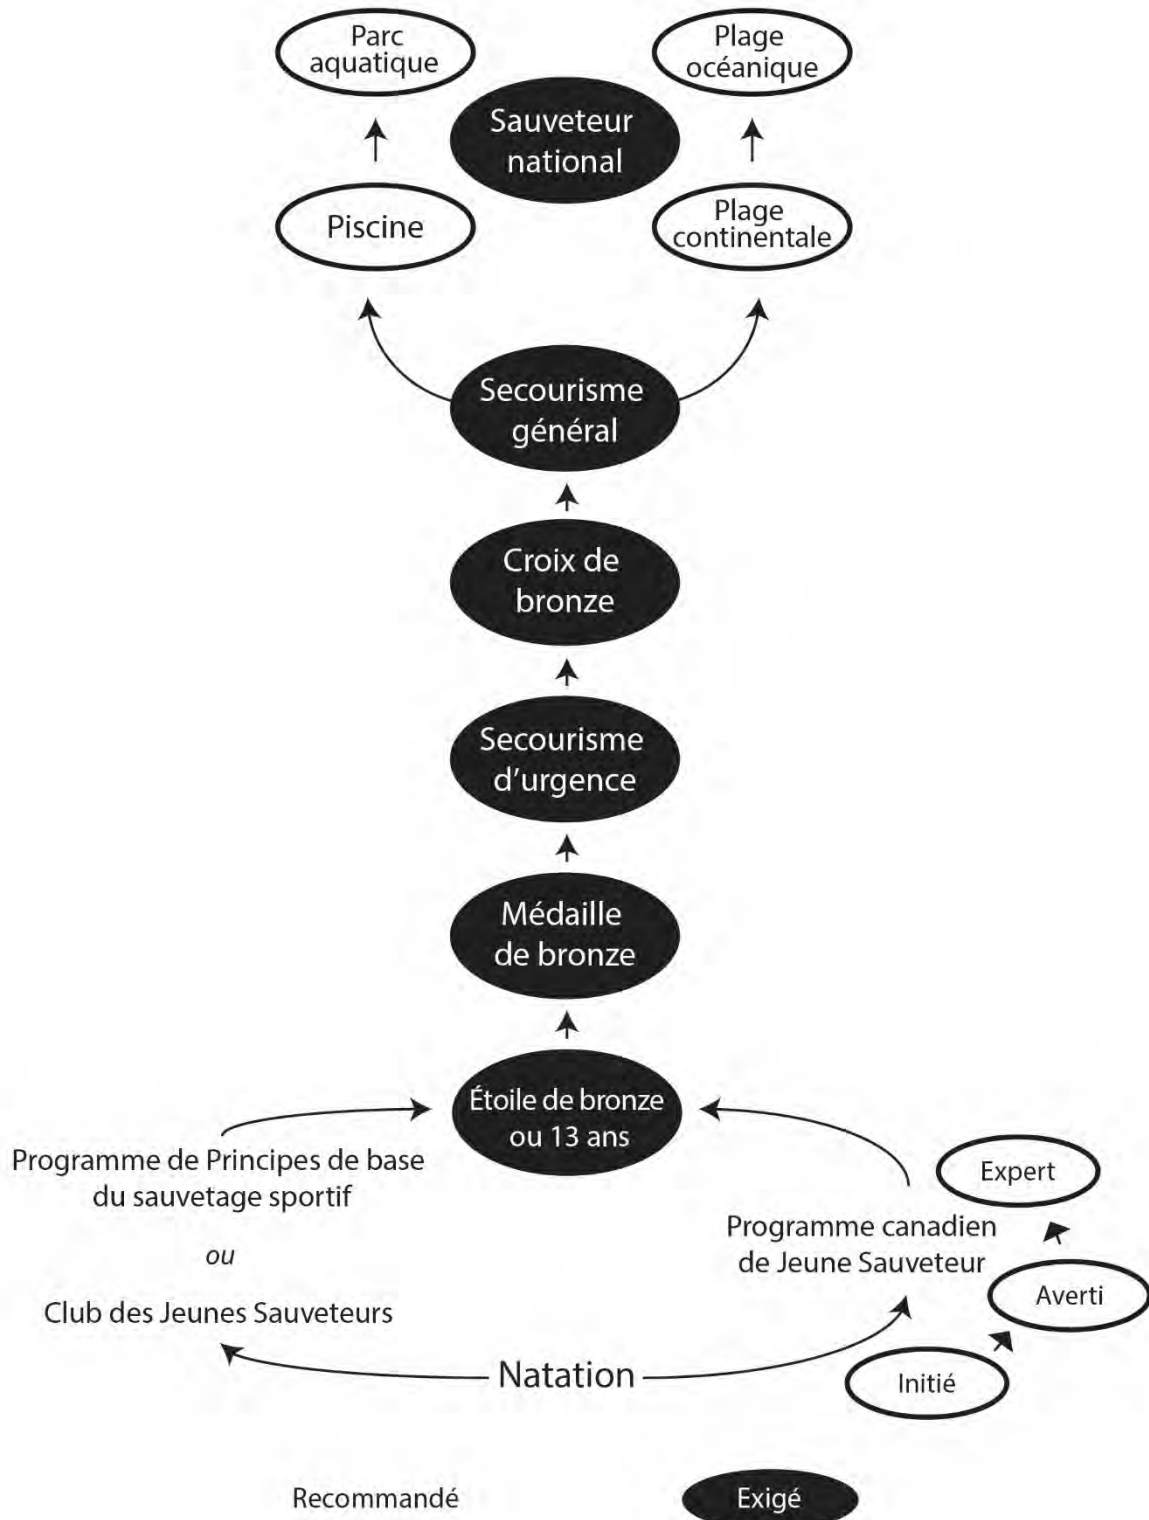 Parc
aquatique
Plage
océanique
Sauveteur
national
Piscine
Plage
continentale
Secourisme
général
Croix de
bronze
Secourisme
d’urgence
Médaille
de bronze
Étoile de bronze
ou 13 ans
Programme de Principes de base
du sauvetage sportif
ou
Club des Jeunes Sauveteurs
Expert
Programme canadien
de Jeune Sauveteur
Averti
Initié
Natation
Recommandé
Exigé